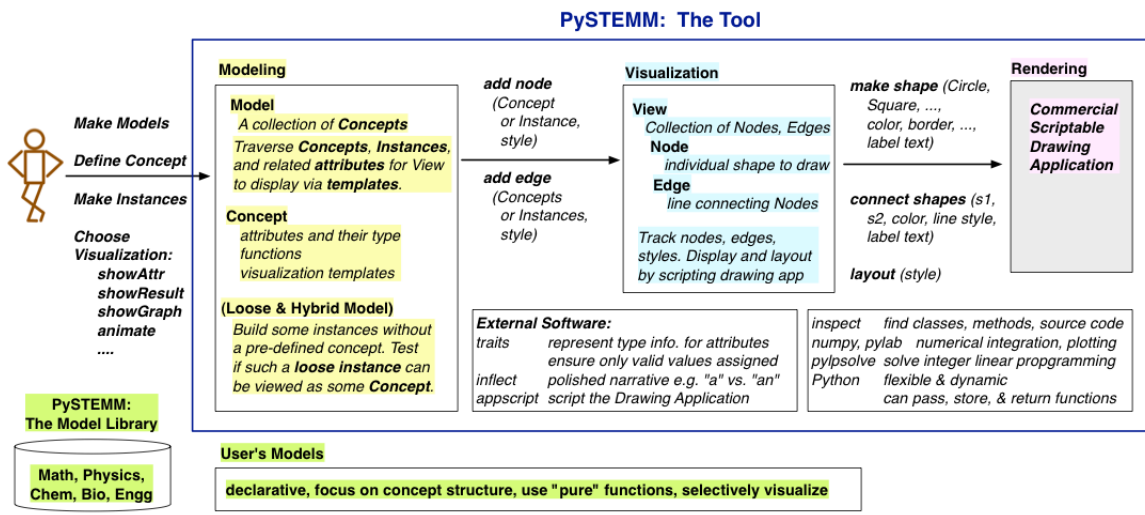 PySTEMM: The Tool
Make Models
Define Concept
Make Instances
Choose
Visualization:
showAttr
showResult
showGraph
animate
....
Modeling
Model
A collection of Concepts
Traverse Concepts, Instances,
and related attributes for View
to display via templates.
Concept
attributes and their type
functions
visualization templates
(Loose & Hybrid Model)
Build some instances without
a pre-defined concept. Test
if such a loose instance can
be viewed as some Concept.
add node
(Concept
or Instance,
style)
add edge
(Concepts
or Instances,
style)
Visualization
View
Collection of Nodes, Edges
Node
individual shape to draw
Edge
line connecting Nodes
Track nodes, edges,
styles. Display and layout
by scripting drawing app
make shape (Circle,
Square, ...,
color, border, ...,
label text)
connect shapes (s1,
s2, color, line style,
label text)
layout (style)
Rendering
Commercial
Scriptable
Drawing
Application
External Software:
traits represent type info. for attributes
ensure only valid values assigned
inflect polished narrative e.g. "a" vs. "an"
appscript script the Drawing Application
inspect find classes, methods, source code
numpy, pylab numerical integration, plotting
pylpsolve solve integer linear propgramming
Python flexible & dynamic
can pass, store, & return functions
PySTEMM:
The Model Library
Math, Physics,
Chem, Bio, Engg
User's Models
declarative, focus on concept structure, use "pure" functions, selectively visualize